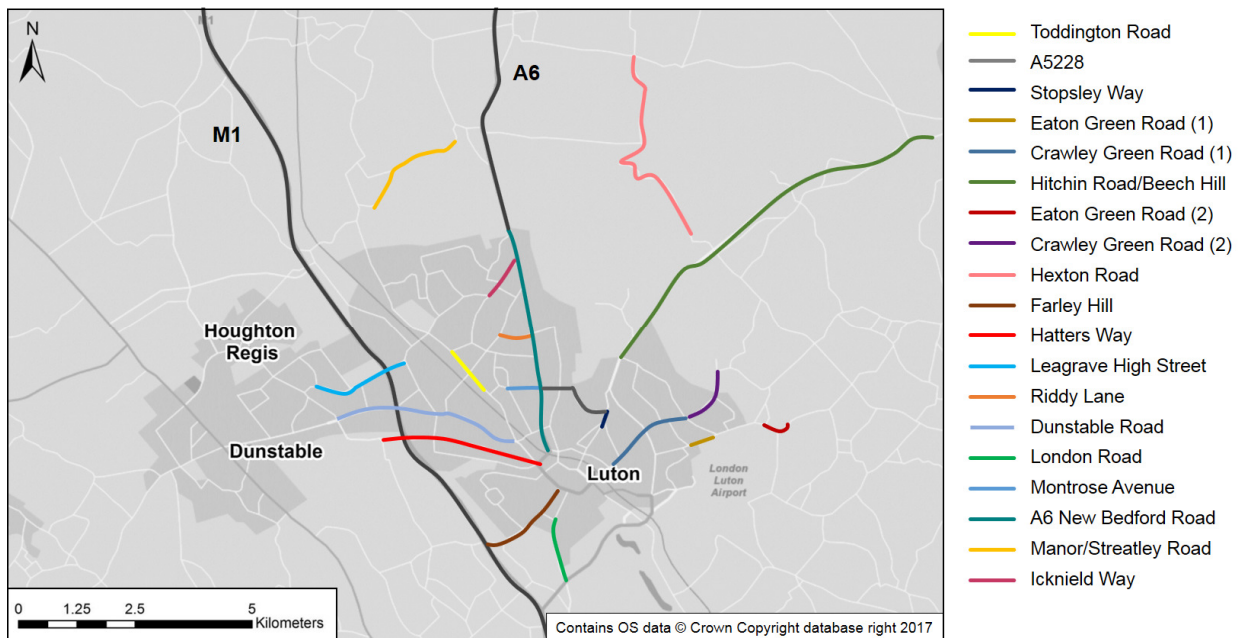 N
M1
A6
M1
Houghton
Regis
Dunstable
Luton
London
Luton
Airport
0 1.25 2.5 5
Kilometers
Contains OS data © Crown Copyright database right 2017
Toddington Road
A5228
Stopsley Way
Eaton Green Road (1)
Crawley Green Road (1)
Hitchin Road/Beech Hill
Eaton Green Road (2)
Crawley Green Road (2)
Hexton Road
Farley Hill
Hatters Way
Leagrave High Street
Riddy Lane
Dunstable Road
London Road
Montrose Avenue
A6 New Bedford Road
Manor/Streatley Road
Icknield Way